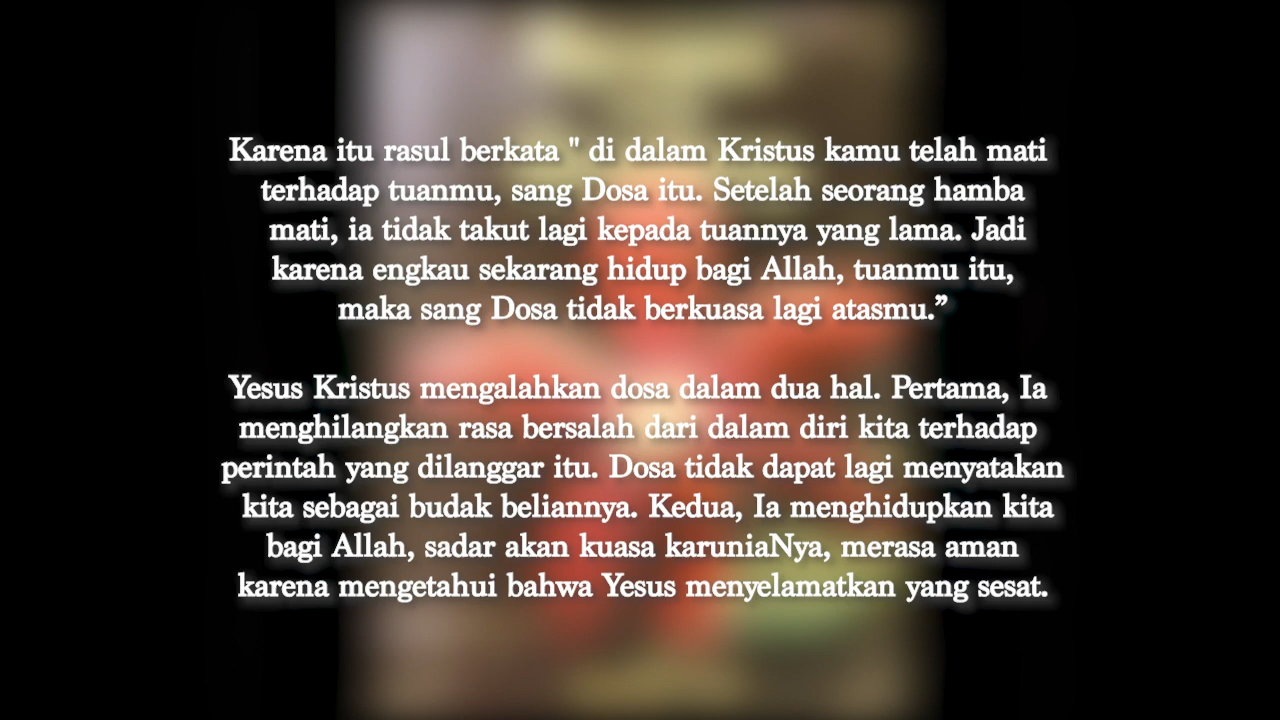 Karena itu rasul berkata " di dalam Kristus kamu telah mati
terhadap tuanmu, sang Dosa itu. Setelah seorang hamba
mati, ia tidak takut lagi kepada tuannya yang lama. Jadi
karena engkau sekarang hidup bagi Allah, tuanmu itu,
maka sang Dosa tidak berkuasa lagi atasmu.”
Yesus Kristus mengalahkan dosa dalam dua hal. Pertama, Ia
menghilangkan rasa bersalah dari dalam diri kita terhadap
perintah yang dilanggar itu. Dosa tidak dapat lagi menyatakan
kita sebagai budak beliannya. Kedua, Ia menghidupkan kita
bagi Allah, sadar akan kuasa karuniaNya, merasa aman
karena mengetahui bahwa Yesus menyelamatkan yang sesat.